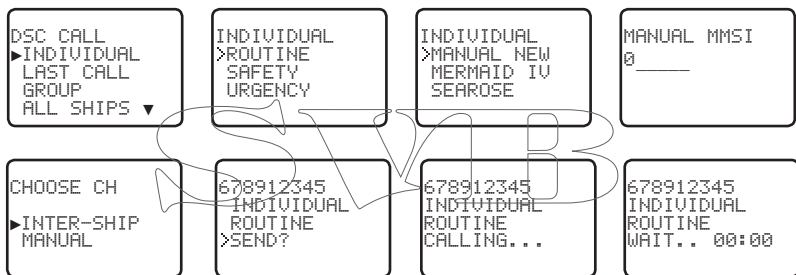 DSC CALL
▶INDIVIDUAL
LAST CALL
GROUP
ALL SHIPS ▼
INDIVIDUAL
>ROUTINE
SAFETY
URGENCY
INDIVIDUAL
>MANUAL NEW
MERMAID IV
SEAROSE
MANUAL MMSI
0_____
CHOOSE CH
▶INTER-SHIP
MANUAL
678912345
INDIVIDUAL
ROUTINE
>SEND?
678912345
INDIVIDUAL
ROUTINE
CALLING...
678912345
INDIVIDUAL
ROUTINE
WAIT.. 00:00
SVB